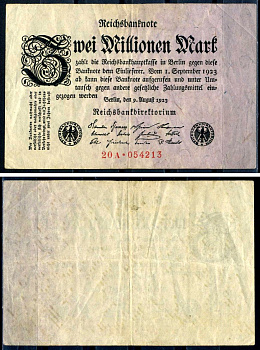 Reichsbanknote
Zwei Millionen Mark
zahlt die Reichsbankhauptkasse in Berlin gegen diese
Banknote dem Einlieferer. Vom 1. September 1923
ab kann diese Banknote aufgerufen und unter Um-
tausch gegen andere gesetzliche Zahlungsmittel ein-
gezogen werden
Berlin, den 9. August 1923
Reichsbankdirektorium
20A·054213